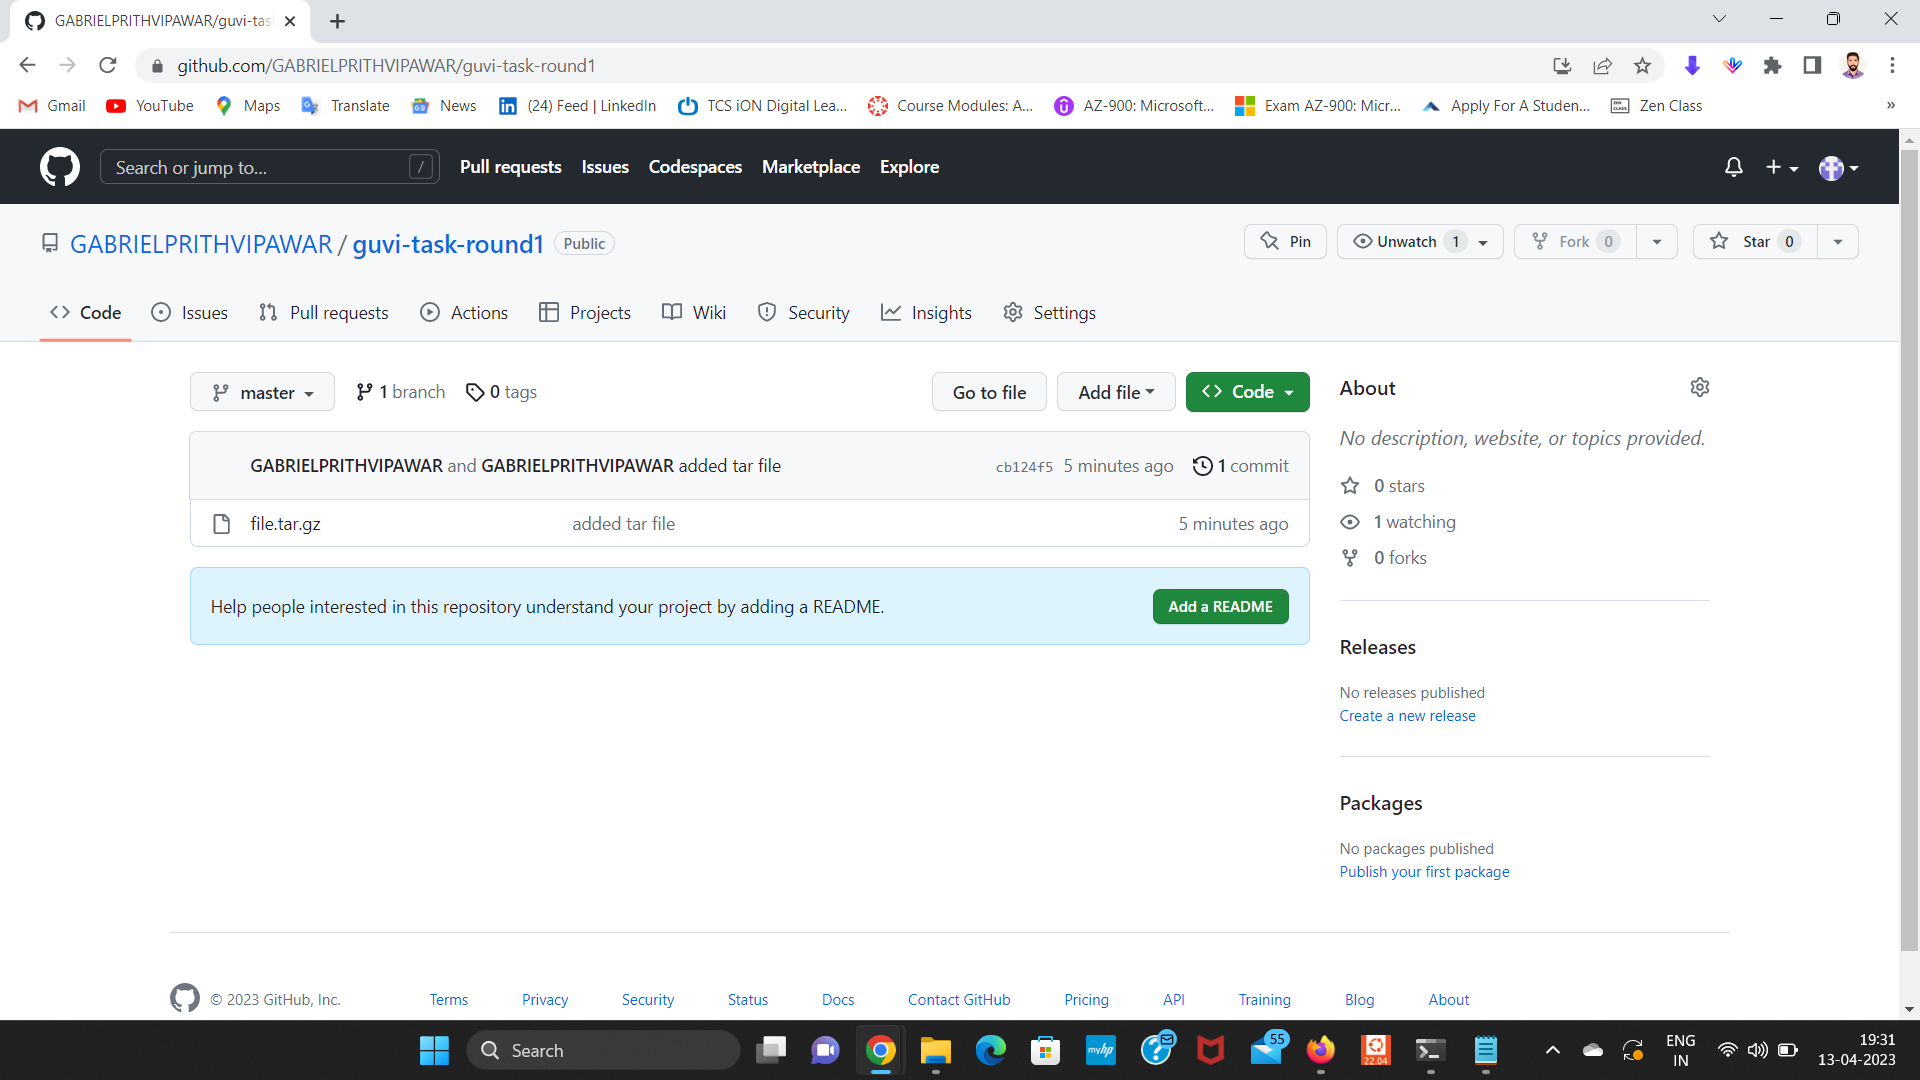 GABRIELPRITHVIPAWAR/guvi-tas
github.com/GABRIELPRITHVIPAWAR/guvi-task-round1
Gmail YouTube Maps Translate News (24) Feed | LinkedIn TCS iON Digital Lea... Course Modules: A... AZ-900: Microsoft... Exam AZ-900: Micr... Apply For A Studen... Zen Class »
Search or jump to... / Pull requests Issues Codespaces Marketplace Explore
GABRIELPRITHVIPAWAR / guvi-task-round1 Public Pin Unwatch 1 Fork 0 Star 0
Code Issues Pull requests Actions Projects Wiki Security Insights Settings
master 1 branch 0 tags Go to file Add file Code
GABRIELPRITHVIPAWAR and GABRIELPRITHVIPAWAR added tar file cb124f5 5 minutes ago 1 commit
file.tar.gz added tar file 5 minutes ago
Help people interested in this repository understand your project by adding a README. Add a README
About
No description, website, or topics provided.
0 stars
1 watching
0 forks
Releases
No releases published
Create a new release
Packages
No packages published
Publish your first package
© 2023 GitHub, Inc. Terms Privacy Security Status Docs Contact GitHub Pricing API Training Blog About
Search myhp 55 22.04 ENG IN 19:31
13-04-2023